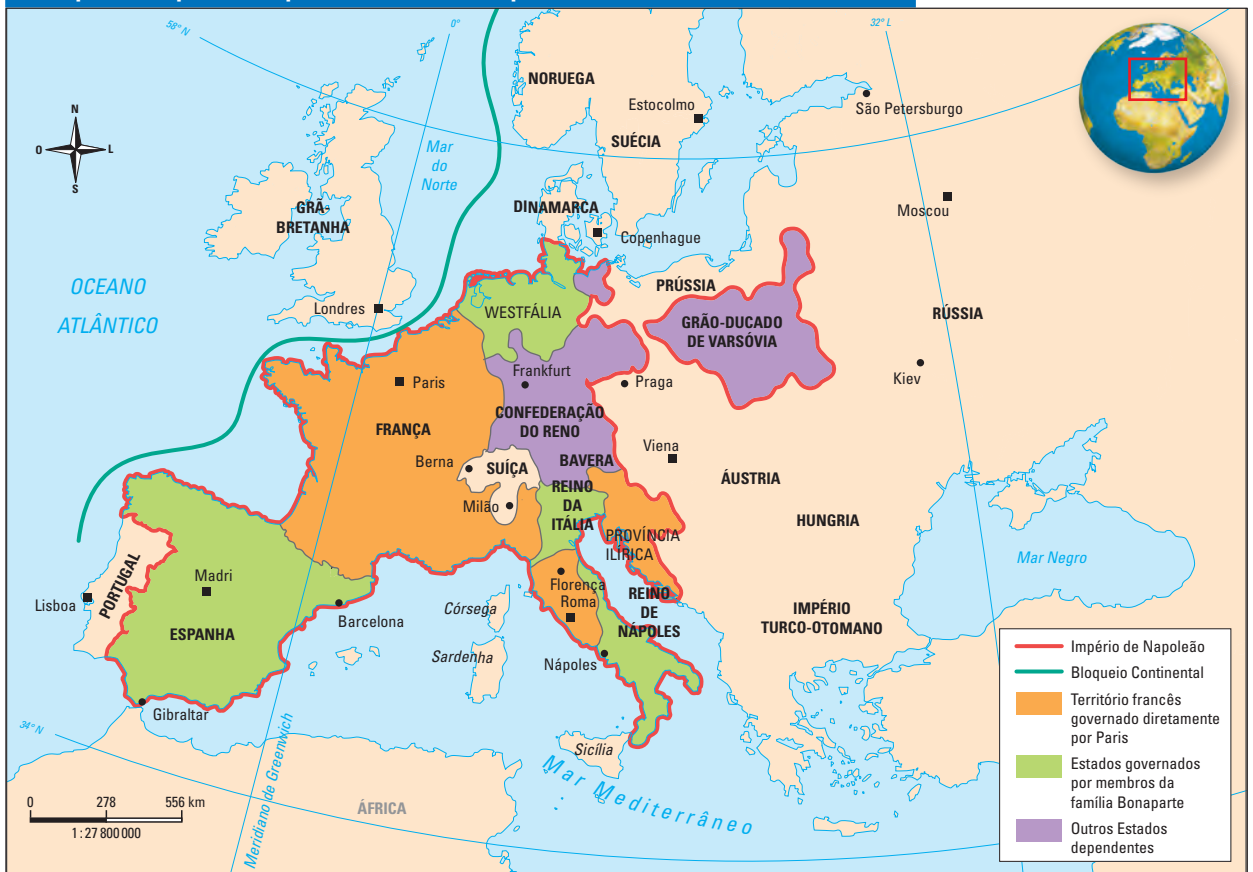 58° N
0°
32° L
N
O
L
S
NORUEGA
Estocolmo
São Petersburgo
SUÉCIA
Mar
do
Norte
Moscou
GRÃ-
BRETANHA
DINAMARCA
Copenhague
OCEANO
ATLÂNTICO
PRÚSSIA
Londres
WESTFÁLIA
GRÃO-DUCADO
DE VARSÓVIA
RÚSSIA
Paris
Frankfurt
Praga
Kiev
FRANÇA
CONFEDERAÇÃO
DO RENO
Viena
Berna
SUÍÇA
BAVERA
ÁUSTRIA
Milão
REINO
DA
ITÁLIA
HUNGRIA
PROVÍNCIA
ILÍRICA
Mar Negro
PORTUGAL
Madri
Lisboa
Florença
Roma
REINO
DE
NÁPOLES
Córsega
IMPÉRIO
TURCO-OTOMANO
Barcelona
ESPANHA
Sardenha
Nápoles
Gibraltar
34° N
Sicília
Meridiano de Greenwich
Mar Mediterrâneo
ÁFRICA
0 278 556 km
1 : 27 800 000
Império de Napoleão
Bloqueio Continental
Território francês
governado diretamente
por Paris
Estados governados
por membros da
família Bonaparte
Outros Estados
dependentes